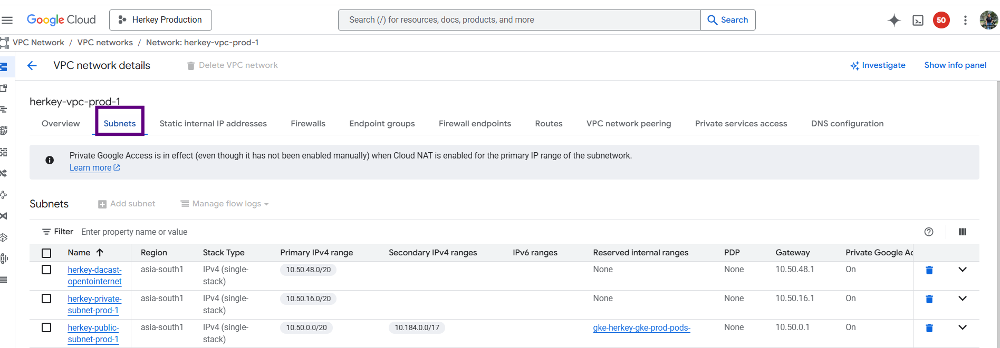 Google Cloud
Herkey Production
Search (/) for resources, docs, products, and more
Search
50
VPC Network / VPC networks / Network: herkey-vpc-prod-1
VPC network details
Delete VPC network
Investigate
Show info panel
herkey-vpc-prod-1
Overview
Subnets
Static internal IP addresses
Firewalls
Endpoint groups
Firewall endpoints
Routes
VPC network peering
Private services access
DNS configuration
Private Google Access is in effect (even though it has not been enabled manually) when Cloud NAT is enabled for the primary IP range of the subnetwork.
Learn more
Subnets
Add subnet
Manage flow logs
Filter Enter property name or value
Name Region Stack Type Primary IPv4 range Secondary IPv4 ranges IPv6 ranges Reserved internal ranges PDP Gateway Private Google Ac
herkey-dacast- asia-south1 IPv4 (single- 10.50.48.0/20 None None 10.50.48.1 On
opentointernet stack)
herkey-private- asia-south1 IPv4 (single- 10.50.16.0/20 None None 10.50.16.1 On
subnet-prod-1 stack)
herkey-public- asia-south1 IPv4 (single- 10.50.0.0/20 10.184.0.0/17 gke-herkey-gke-prod-pods- None 10.50.0.1 On
subnet-prod-1 stack)